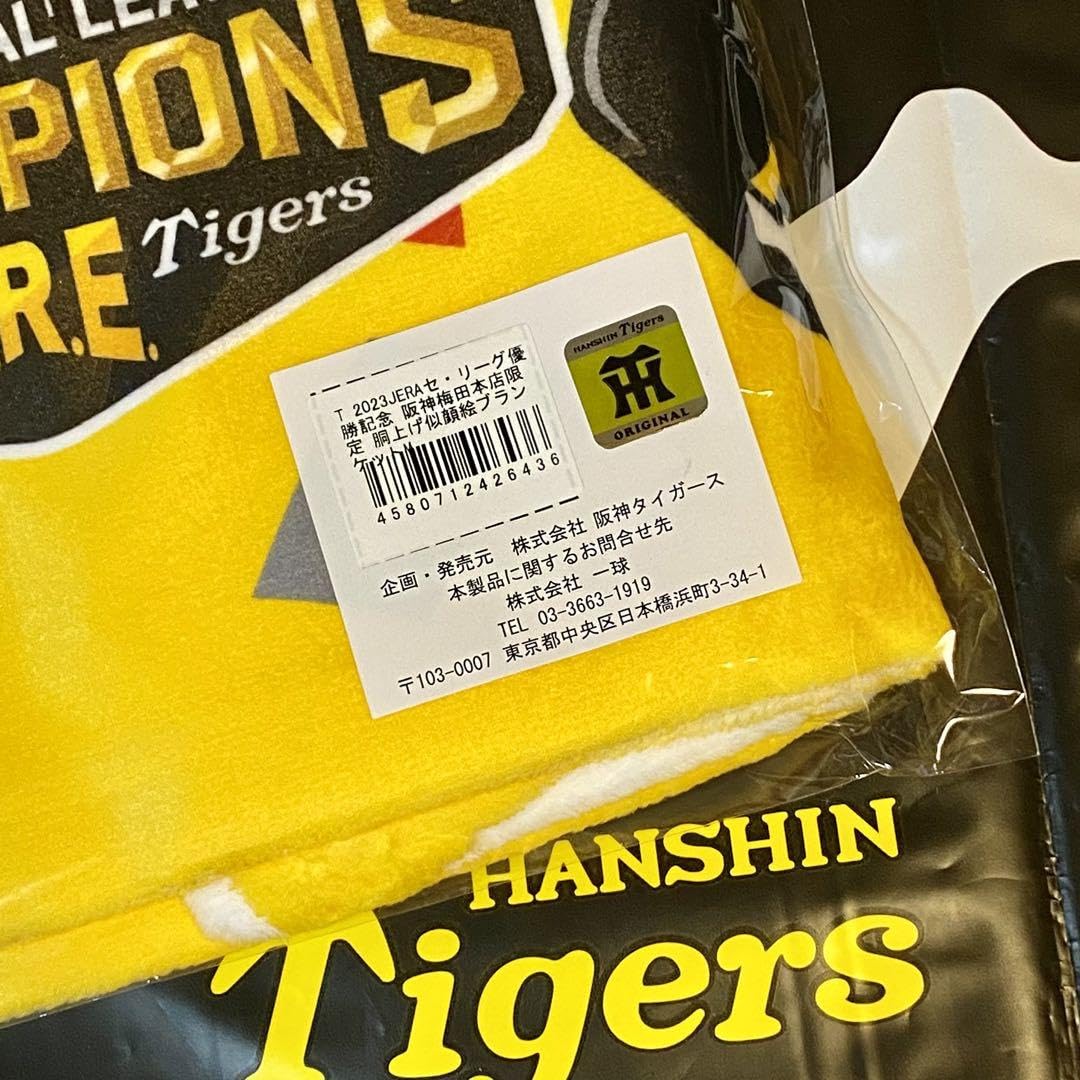 AL LEA
PIONS
R.E. Tigers
T 2023JERAセ・リーグ優
勝記念 阪神梅田本店限
定 胴上げ似顔絵ブラン
ケット
4580712426436
HANSHIN Tigers
ORIGINAL
企画・発売元 株式会社 阪神タイガース
本製品に関するお問合せ先
株式会社 一球
TEL 03-3663-1919
〒103-0007 東京都中央区日本橋浜町3-34-1
HANSHIN
Tigers